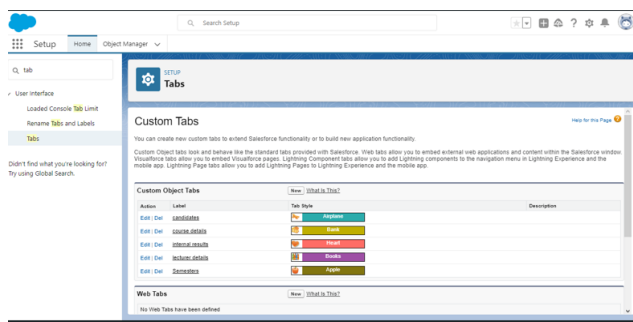 Search Setup
Setup Home Object Manager
tab
SETUP
Tabs
User Interface
Loaded Console Tab Limit
Rename Tabs and Labels
Tabs
Didn't find what you're looking for?
Try using Global Search.
Custom Tabs
Help for this Page
You can create new custom tabs to extend Salesforce functionality or to build new application functionality.
Custom Object tabs look and behave like the standard tabs provided with Salesforce. Web tabs allow you to embed external web applications and content within the Salesforce window.
Visualforce tabs allow you to embed Visualforce pages. Lightning Component tabs allow you to add Lightning components to the navigation menu in Lightning Experience and the
mobile app. Lightning Page tabs allow you to add Lightning Pages to Lightning Experience and the mobile app.
Custom Object Tabs New What Is This?
Action Label Tab Style Description
Edit | Del candidates Airplane
Edit | Del course details Bank
Edit | Del internal results Heart
Edit | Del lecturer details Books
Edit | Del Semesters Apple
Web Tabs New What Is This?
No Web Tabs have been defined